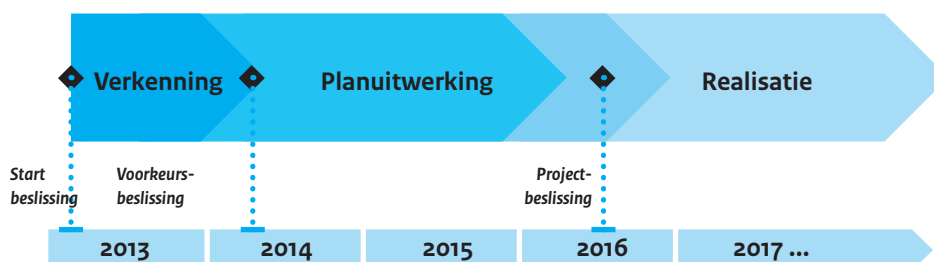 Verkenning
Planuitwerking
Realisatie
Start
beslissing
Voorkeurs-
beslissing
Project-
beslissing
2013
2014
2015
2016
2017 ...